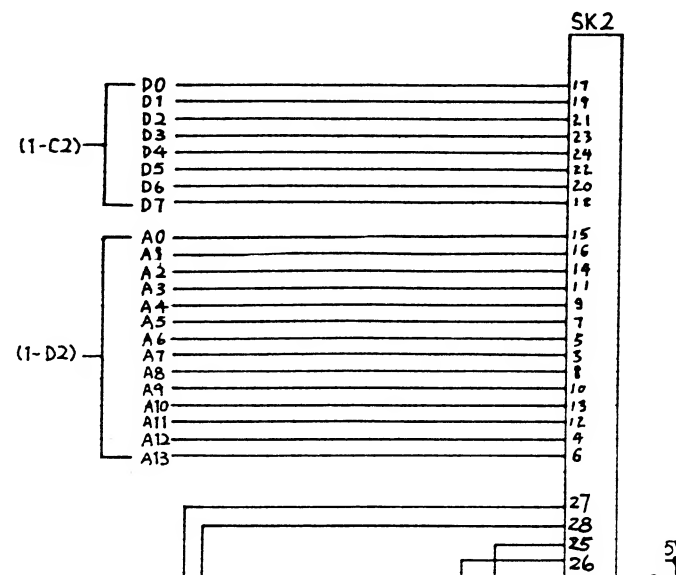 SK2
D0 17
D1 19
D2 21
D3 23
(1-C2)
D4 24
D5 22
D6 20
D7 18
A0 15
A1 16
A2 14
A3 11
A4 9
A5 7
A6 5
(1-D2)
A7 3
A8 8
A9 10
A10 13
A11 12
A12 4
A13 6
27
28
25
26